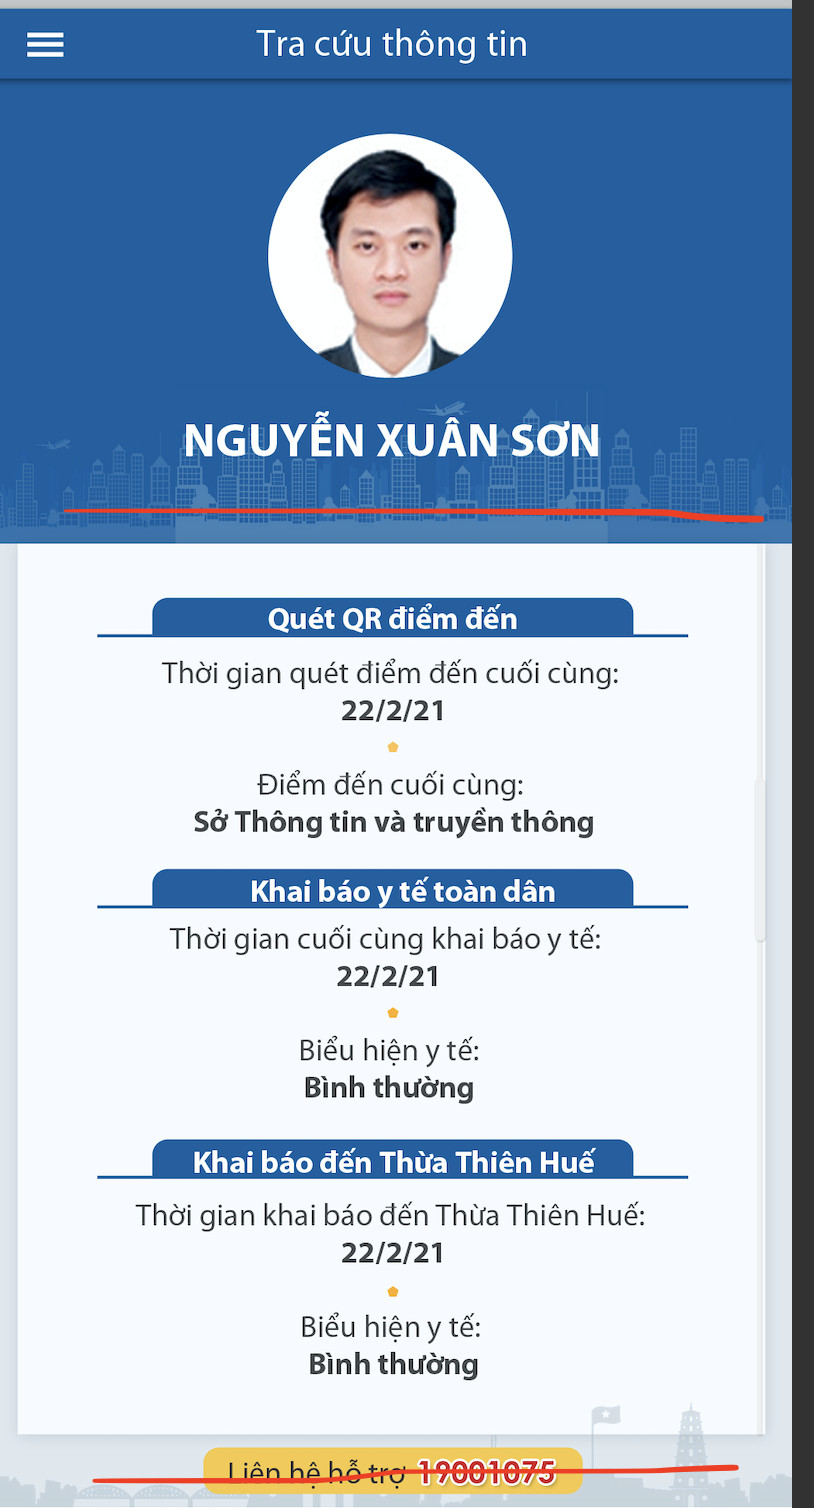 Tra cứu thông tin
NGUYỄN XUÂN SƠN
Quét QR điểm đến
Thời gian quét điểm đến cuối cùng:
22/2/21
Điểm đến cuối cùng:
Sở Thông tin và truyền thông
Khai báo y tế toàn dân
Thời gian cuối cùng khai báo y tế:
22/2/21
Biểu hiện y tế:
Bình thường
Khai báo đến Thừa Thiên Huế
Thời gian khai báo đến Thừa Thiên Huế:
22/2/21
Biểu hiện y tế:
Bình thường
Liên hệ hỗ trợ 19001075